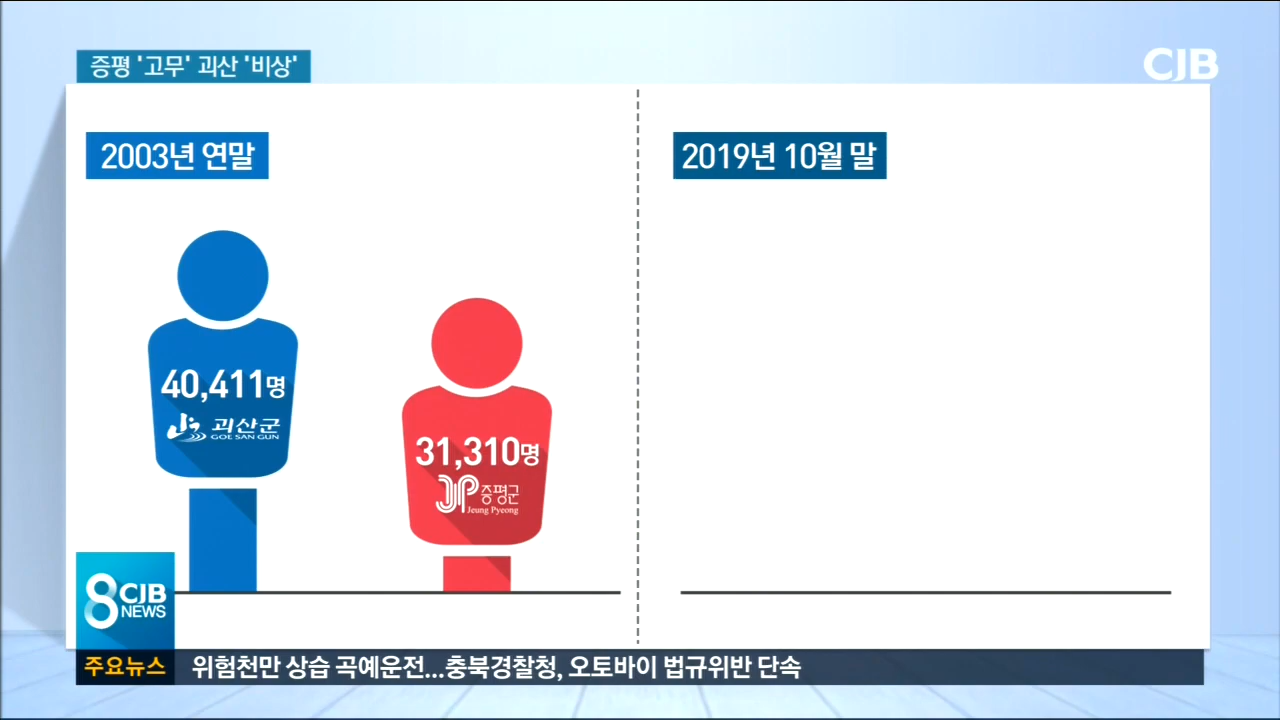 증평 '고무' 괴산 '비상'
CJB
2003년 연말
2019년 10월 말
40,411명
괴산군
GOE SAN GUN
31,310명
JP 증평군
Jeung Pyeong
8 CJB
NEWS
주요뉴스 위험천만 상습 곡예운전...충북경찰청, 오토바이 법규위반 단속